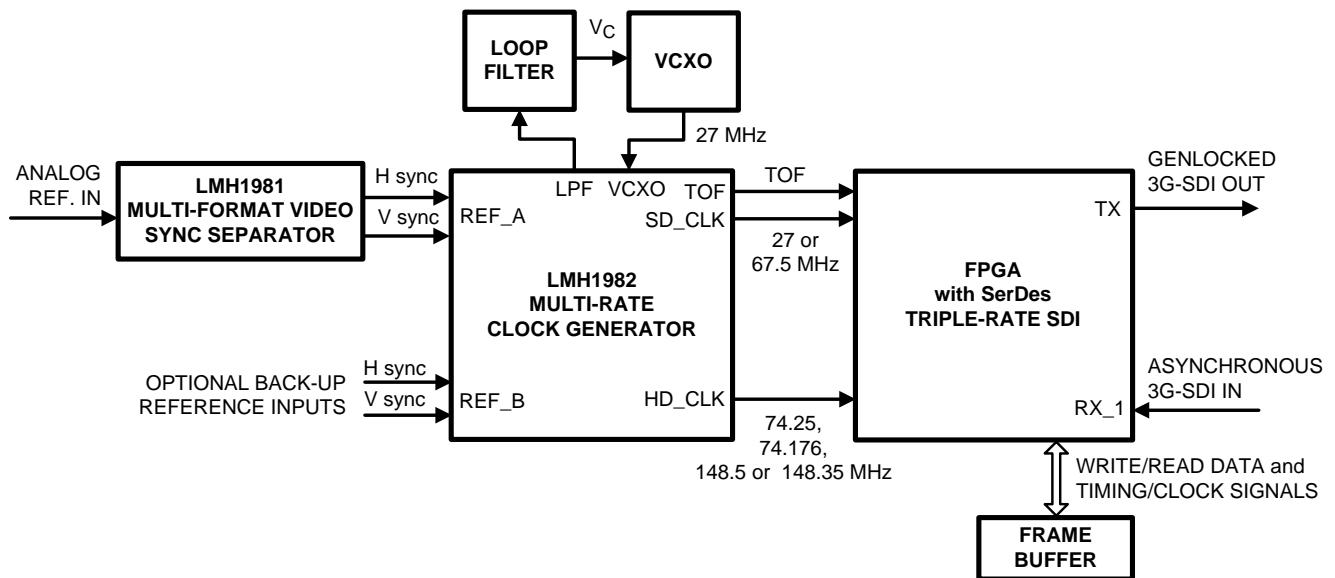 LOOP
FILTER
VC
VCXO
27 MHz
ANALOG
REF. IN
LMH1981
MULTI-FORMAT VIDEO
SYNC SEPARATOR
H sync
V sync
LPF
VCXO
TOF
REF_A
SD_CLK
LMH1982
MULTI-RATE
CLOCK GENERATOR
OPTIONAL BACK-UP
REFERENCE INPUTS
H sync
V sync
REF_B
HD_CLK
TOF
27 or
67.5 MHz
74.25,
74.176,
148.5 or 148.35 MHz
FPGA
with SerDes
TRIPLE-RATE SDI
TX
RX_1
GENLOCKED
3G-SDI OUT
ASYNCHRONOUS
3G-SDI IN
WRITE/READ DATA and
TIMING/CLOCK SIGNALS
FRAME
BUFFER